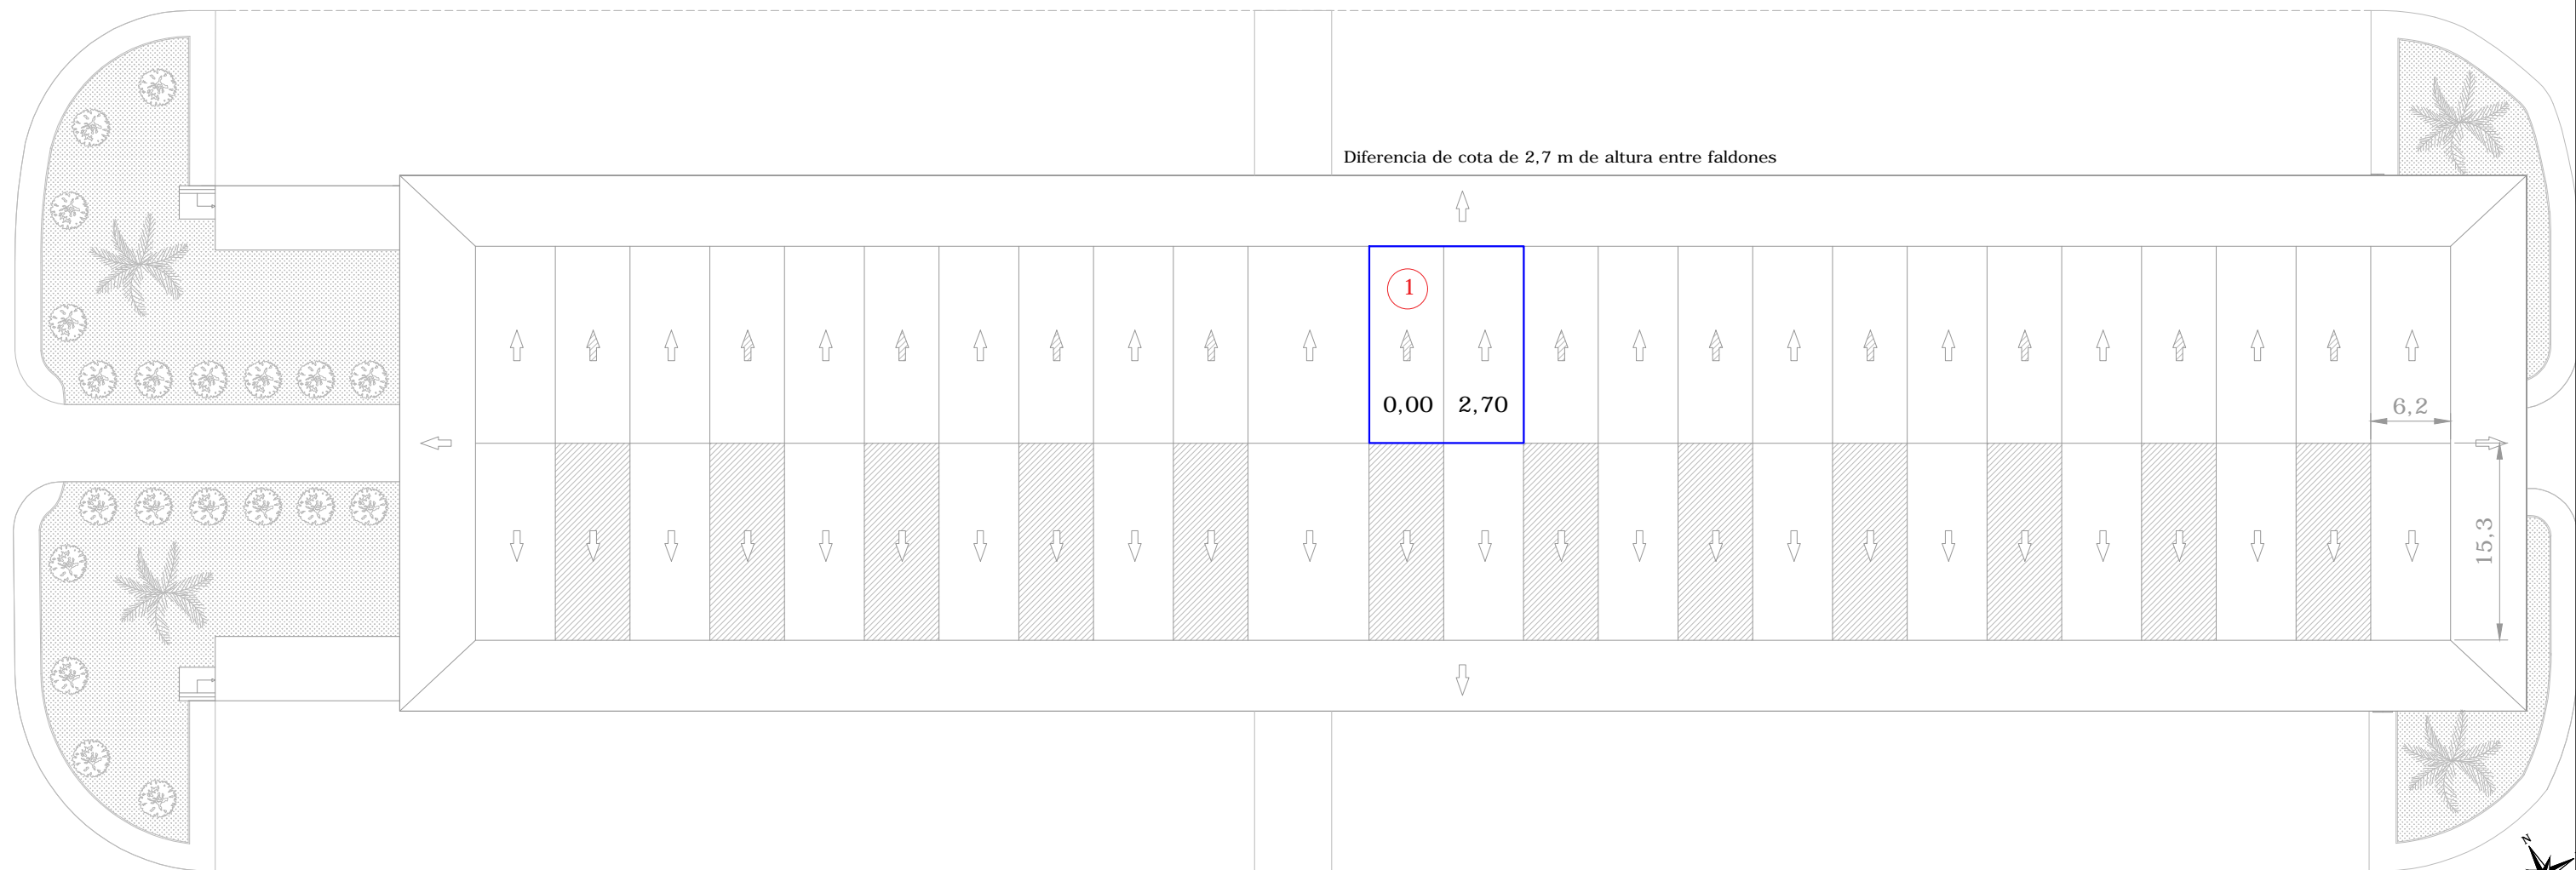 Diferencia de cota de 2,7 m de altura entre faldones
1
0,00 2,70
6,2
15,3
N